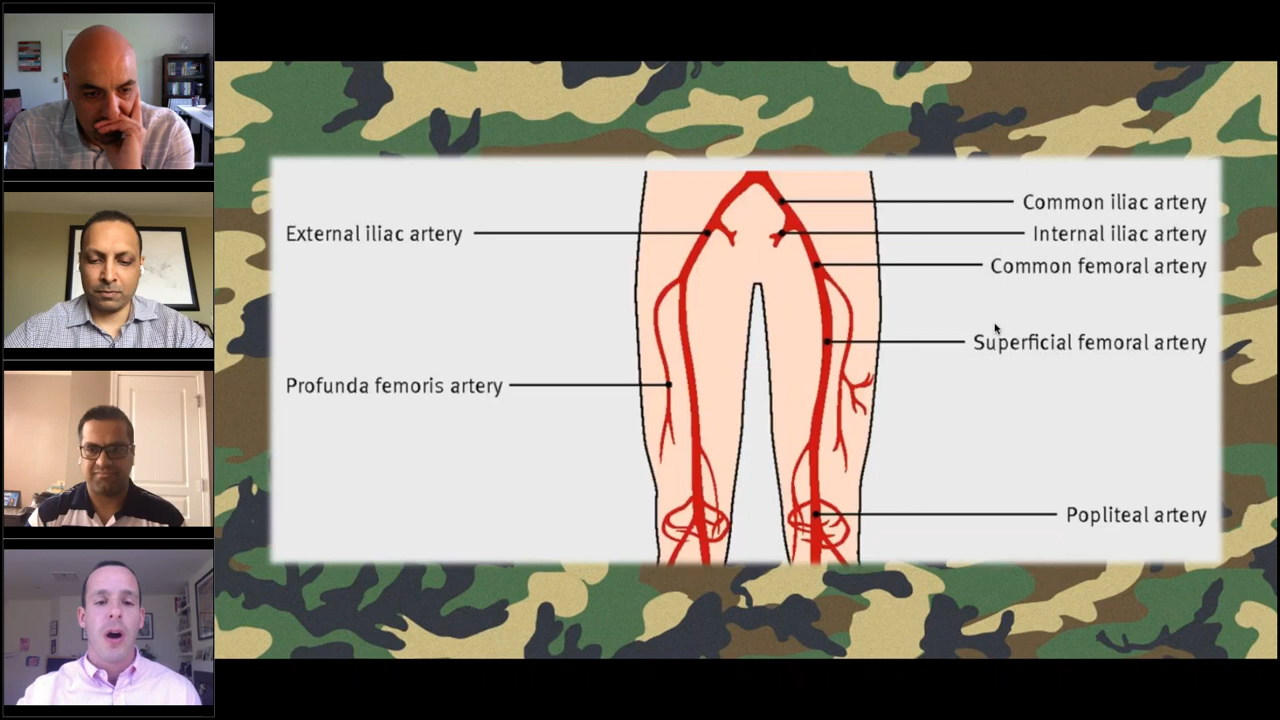 Common iliac artery
External iliac artery
Internal iliac artery
Common femoral artery
Superficial femoral artery
Profunda femoris artery
Popliteal artery